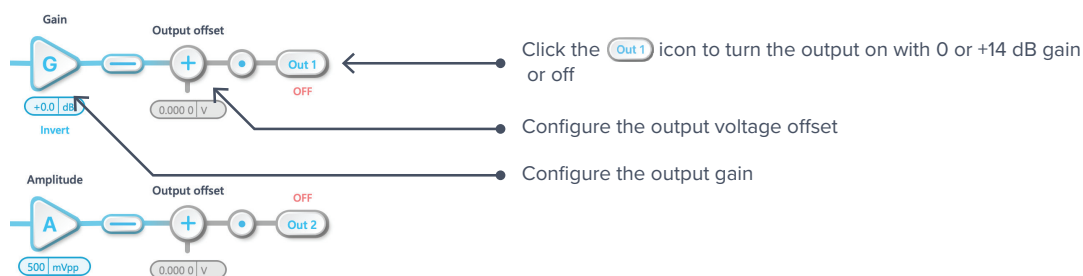 Gain
Output offset
G
Out 1
Click the Out 1 icon to turn the output on with 0 or +14 dB gain
or off
OFF
+0.0 dB
0.000 0 V
Invert
Configure the output voltage offset
Configure the output gain
Amplitude
Output offset
OFF
A
Out 2
500 mVpp
0.000 0 V